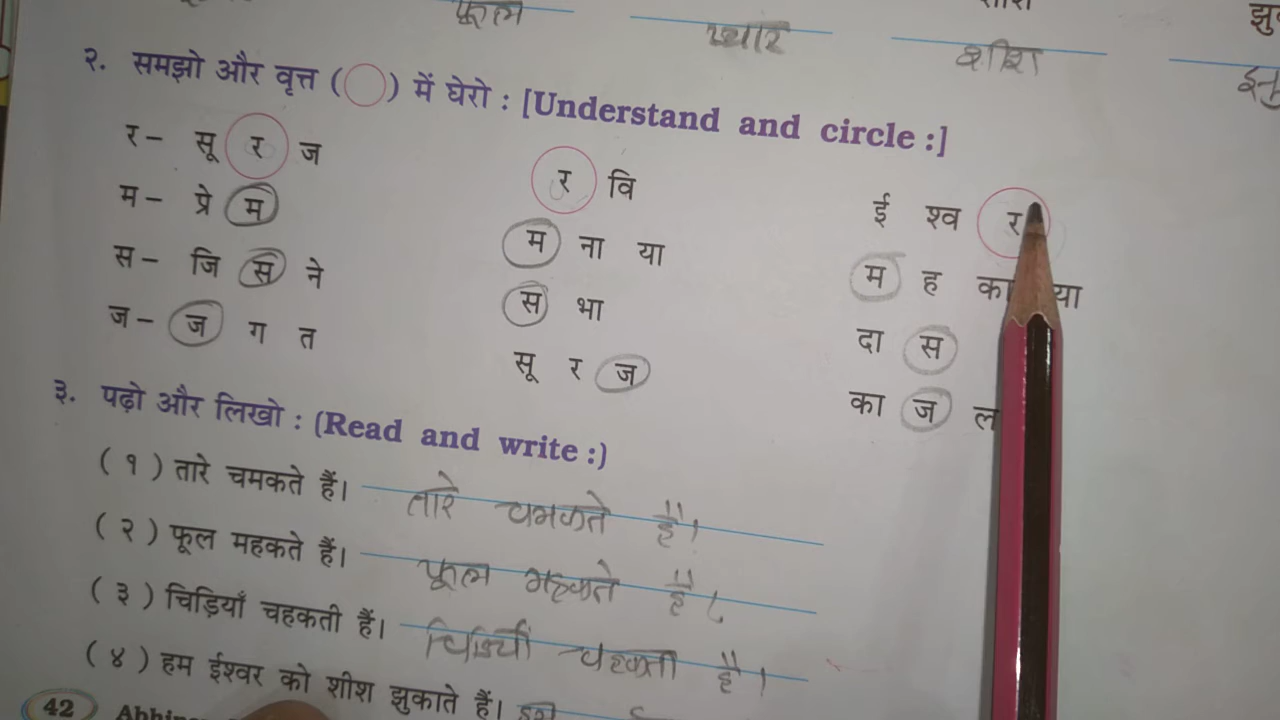 फूल प्यार शीश
२. समझो और वृत्त ( ) में घेरो : [Understand and circle :]
र – सू र ज र वि ई श्व र
म – प्रे म म ना या म ह का या
स – जि स ने स भा दा स
ज – ज ग त सू र ज का ज ल
३. पढ़ो और लिखो : (Read and write :)
( १ ) तारे चमकते हैं। तारे चमकते हैं।
( २ ) फूल महकते हैं। फूल महकते हैं।
( ३ ) चिड़ियाँ चहकती हैं। चहकती हैं।
( ४ ) हम ईश्वर को शीश झुकाते हैं।
42